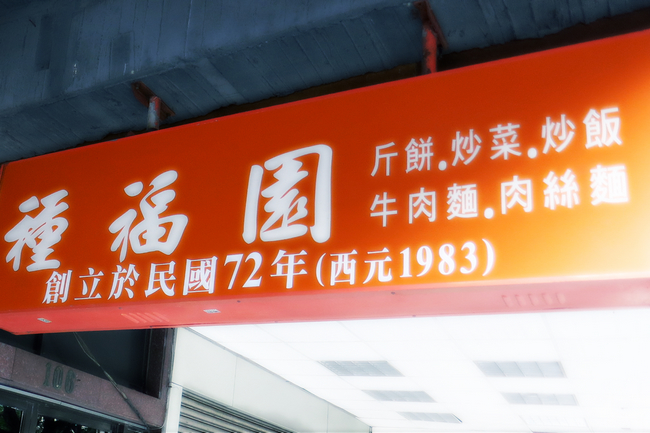 種福園
斤餅.炒菜.炒飯
牛肉麵.肉絲麵
創立於民國72年(西元1983)
106